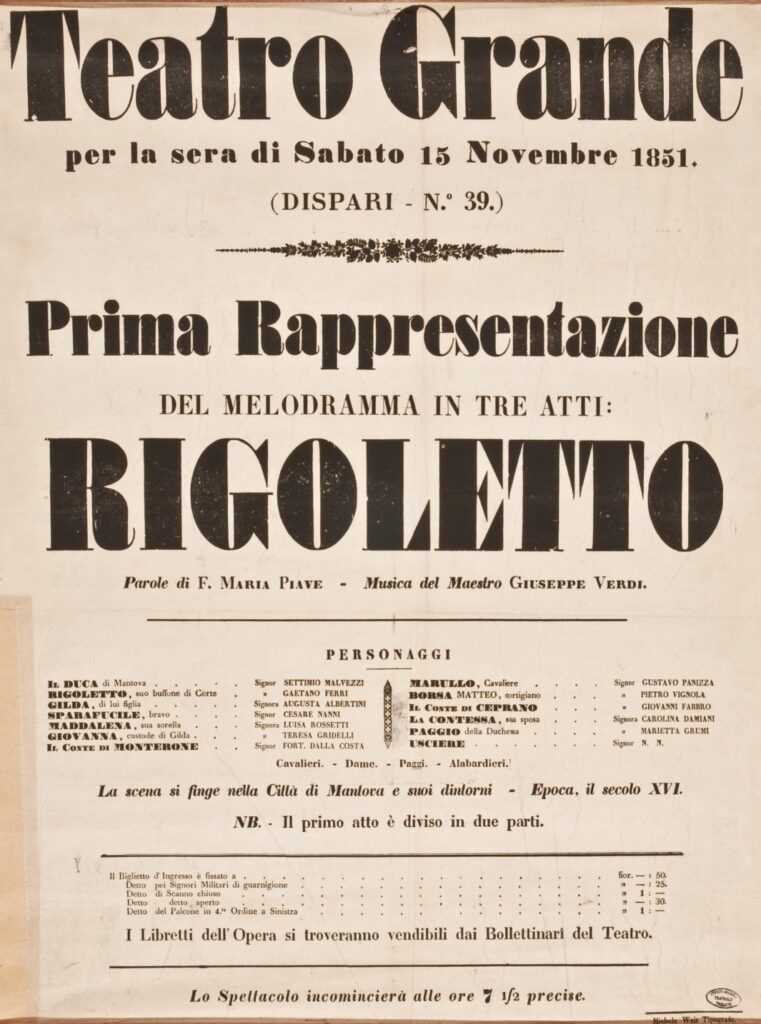 Teatro Grande
per la sera di Sabato 15 Novembre 1851.
(DISPARI - N.º 39.)
Prima Rappresentazione
DEL MELODRAMMA IN TRE ATTI:
RIGOLETTO
Parole di F. MARIA PIAVE - Musica del Maestro GIUSEPPE VERDI.
PERSONAGGI
IL DUCA di Mantova . . . . . Signor SETTIMIO MALVEZZI
RIGOLETTO, suo buffone di Corte . . „ GAETANO FERRI
GILDA, di lui figlia . . . . . Signora AUGUSTA ALBERTINI
SPARAFUCILE, bravo . . . . . Signor CESARE NANNI
MADDALENA, sua sorella . . . . Signora LUISA ROSSETTI
GIOVANNA, custode di Gilda . . . . „ TERESA GRIDELLI
IL CONTE DI MONTERONE . . Signor FORT. DALLA COSTA
MARULLO, Cavaliere . . . . Signor GUSTAVO PANIZZA
BORSA MATTEO, cortigiano . . . „ PIETRO VIGNOLA
IL CONTE DI CEPRANO . . . „ GIOVANNI FABBRO
LA CONTESSA, sua sposa . . . Signora CAROLINA DAMIANI
PAGGIO della Duchessa . . . . „ MARIETTA GRUMI
USCIERE . . . . . . Signor N. N.
Cavalieri. - Dame. - Paggi. - Alabardieri.
La scena si finge nella Città di Mantova e suoi dintorni - Epoca, il secolo XVI.
NB. - Il primo atto è diviso in due parti.
Il Biglietto d'Ingresso è fissato a . . . . . . . . . . . . fior. — : 50.
Detto pei Signori Militari di guarnigione . . . . . . . . . . „ — : 25.
Detto di Scanno chiuso . . . . . . . . . . . . „ 1 : —
Detto detto aperto . . . . . . . . . . . . „ — : 30.
Detto del Palcone in 4.º Ordine a Sinistra . . . . . . . . . . „ 1 : —
I Libretti dell'Opera si troveranno vendibili dai Bollettinari del Teatro.
Lo Spettacolo incomincierà alle ore 7 1/2 precise.
TEATRALE
Michele Weis Tipografo.